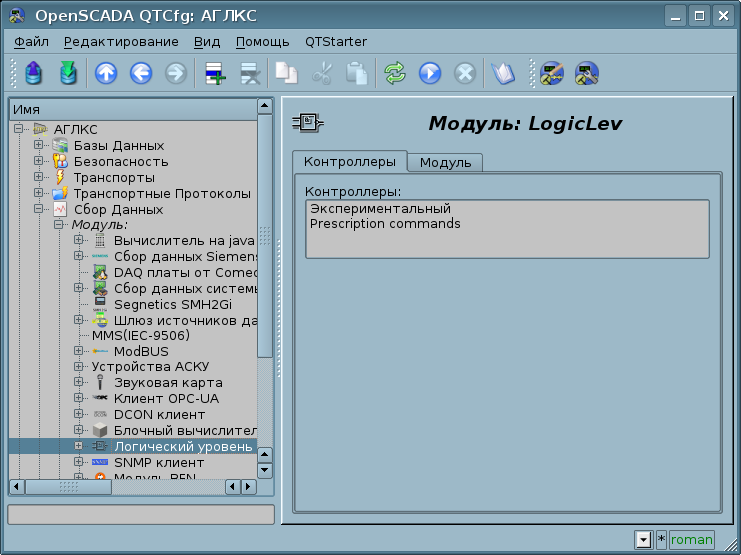 OpenSCADA QTCfg: АГЛКС
Файл Редактирование Вид Помощь QTStarter
Имя
АГЛКС
Базы Данных
Безопасность
Транспорты
Транспортные Протоколы
Сбор Данных
Модуль:
Вычислитель на java
Сбор данных Siemens
DAQ платы от Comed
Сбор данных системы
Segnetics SMH2Gi
Шлюз источников да
MMS(IEC-9506)
ModBUS
Устройства АСКУ
Звуковая карта
Клиент OPC-UA
DCON клиент
Блочный вычислител
Логический уровень
SNMP клиент
Модуль BFN
Модуль: LogicLev
Контроллеры Модуль
Контроллеры:
Экспериментальный
Prescription commands
* roman